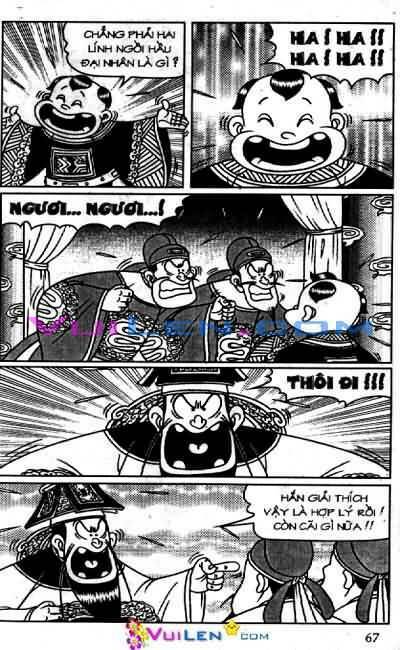 CHẲNG PHẢI HAI
LÍNH NGỒI HẦU
ĐẠI NHÂN LÀ GÌ?
HA ! HA !!
HA ! HA !!
NGƯƠI... NGƯƠI...!
VUILEN.COM
THÔI ĐI !!!
HẮN GIẢI THÍCH
VẬY LÀ HỢP LÝ RỒI!
CÒN CÃI GÌ NỮA!!
67
VUILEN.COM